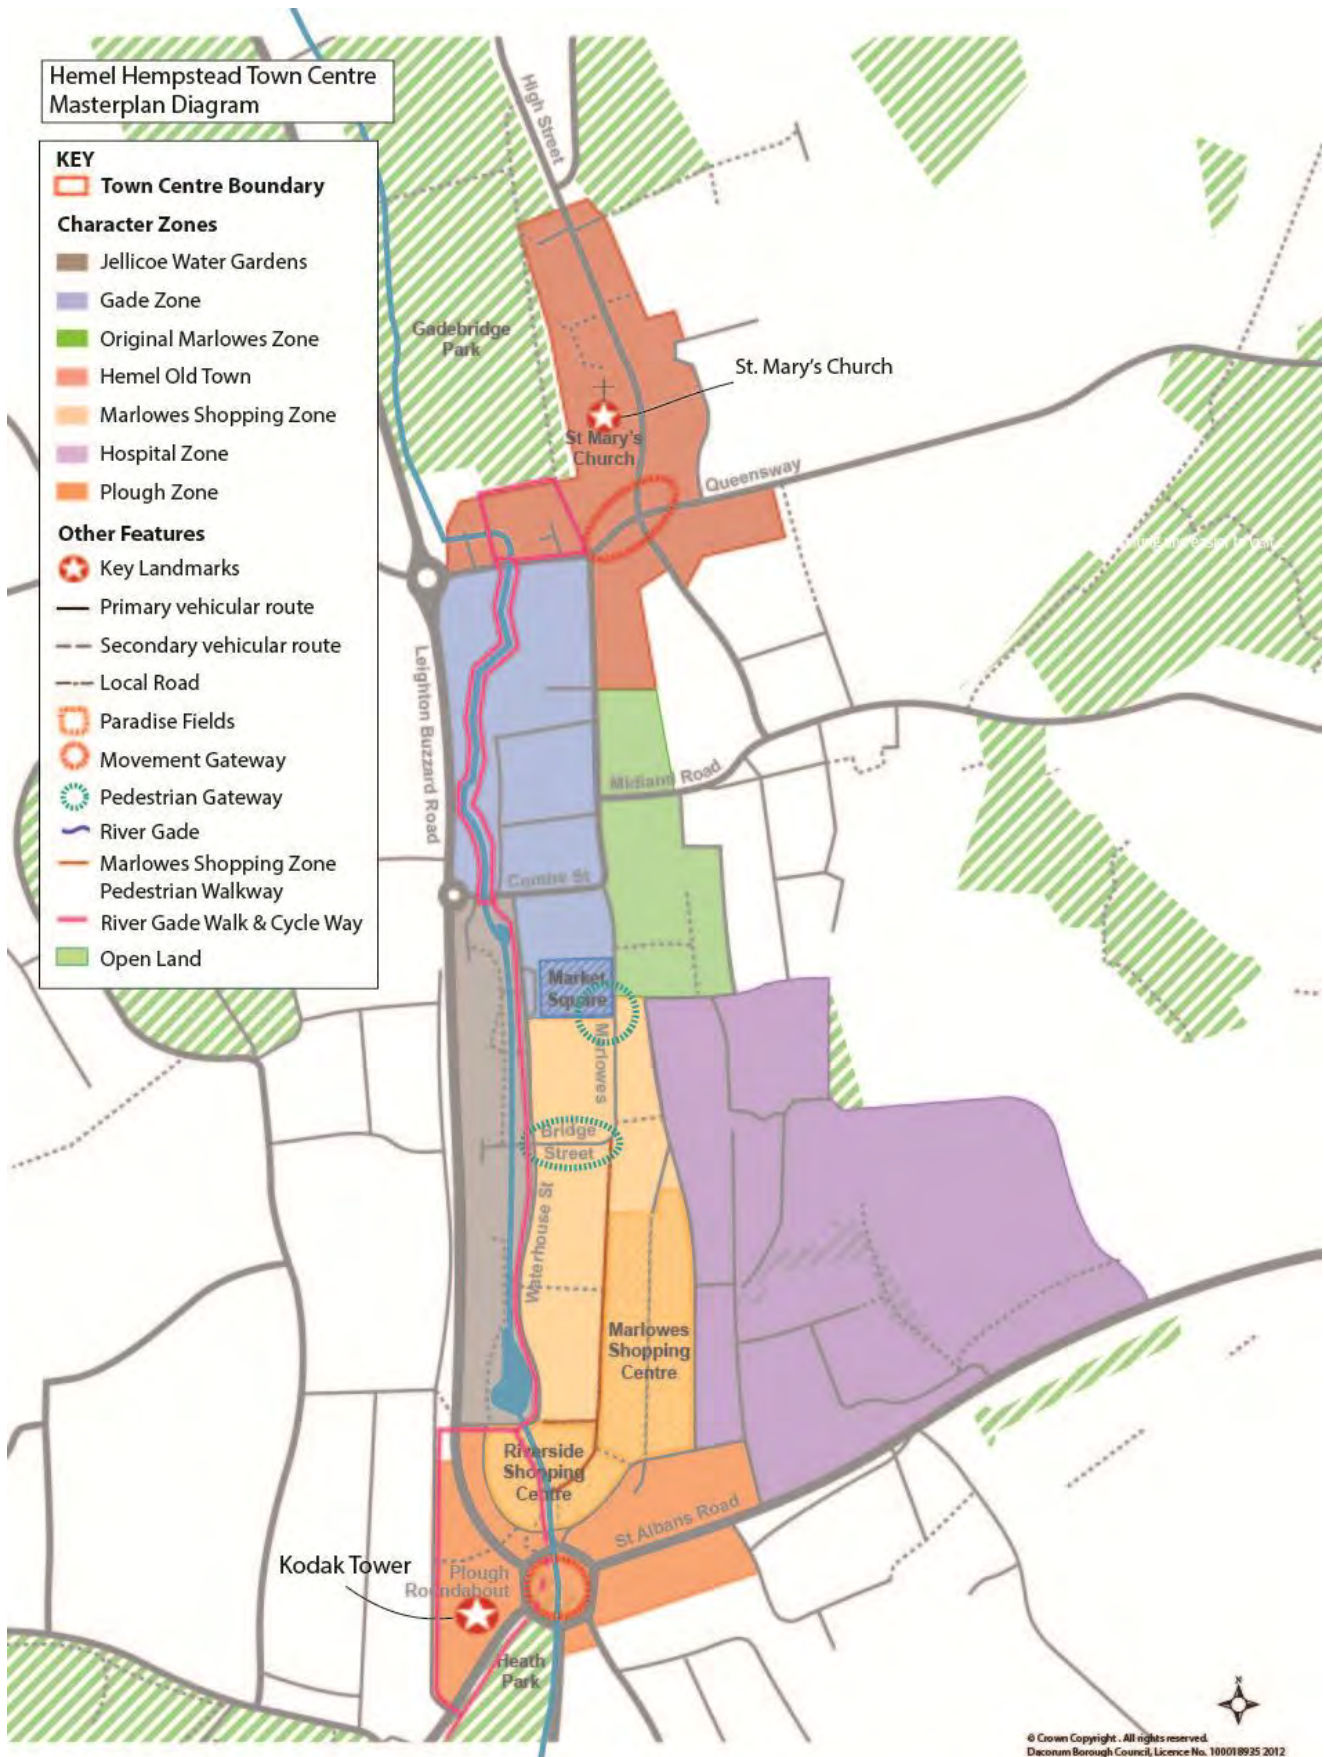 Hemel Hempstead Town Centre
Masterplan Diagram
KEY
Town Centre Boundary
Character Zones
Jellicoe Water Gardens
Gade Zone
Original Marlowes Zone
Hemel Old Town
Marlowes Shopping Zone
Hospital Zone
Plough Zone
Other Features
Key Landmarks
Primary vehicular route
Secondary vehicular route
Local Road
Paradise Fields
Movement Gateway
Pedestrian Gateway
River Gade
Marlowes Shopping Zone
Pedestrian Walkway
River Gade Walk & Cycle Way
Open Land
High Street
Gadebridge
Park
St. Mary's Church
St Mary's
Church
Queensway
Leighton Buzzard Road
Midland Road
Combe St
Market
Square
Marlowes
Bridge
Street
Waterhouse St
Marlowes
Shopping
Centre
Riverside
Shopping
Centre
St Albans Road
Kodak Tower
Plough
Roundabout
Heath
Park
N
© Crown Copyright. All rights reserved.
Dacorum Borough Council, Licence No. 100018935 2012